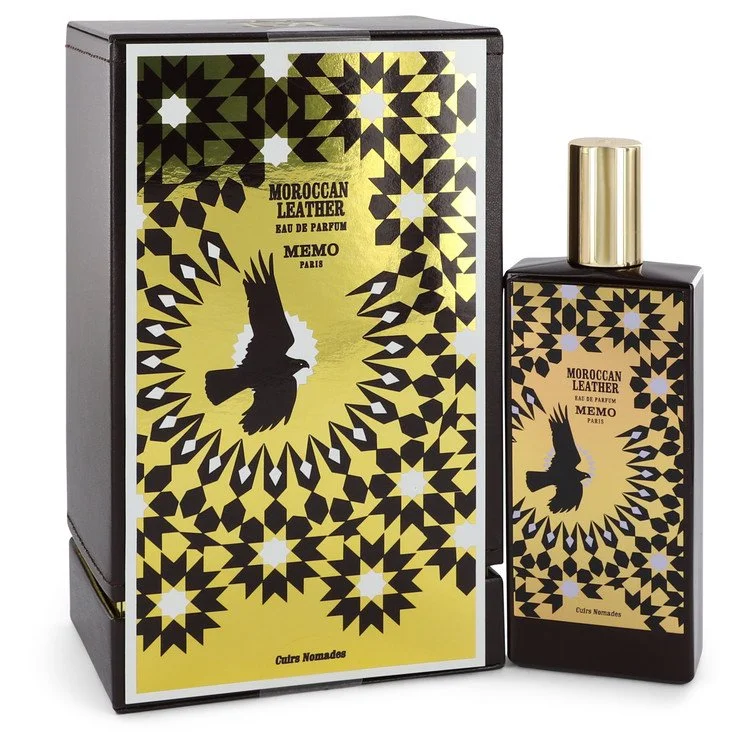 MOROCCAN
LEATHER
EAU DE PARFUM
MEMO
PARIS
Cuirs Nomades
MOROCCAN
LEATHER
EAU DE PARFUM
MEMO
PARIS
Cuirs Nomades